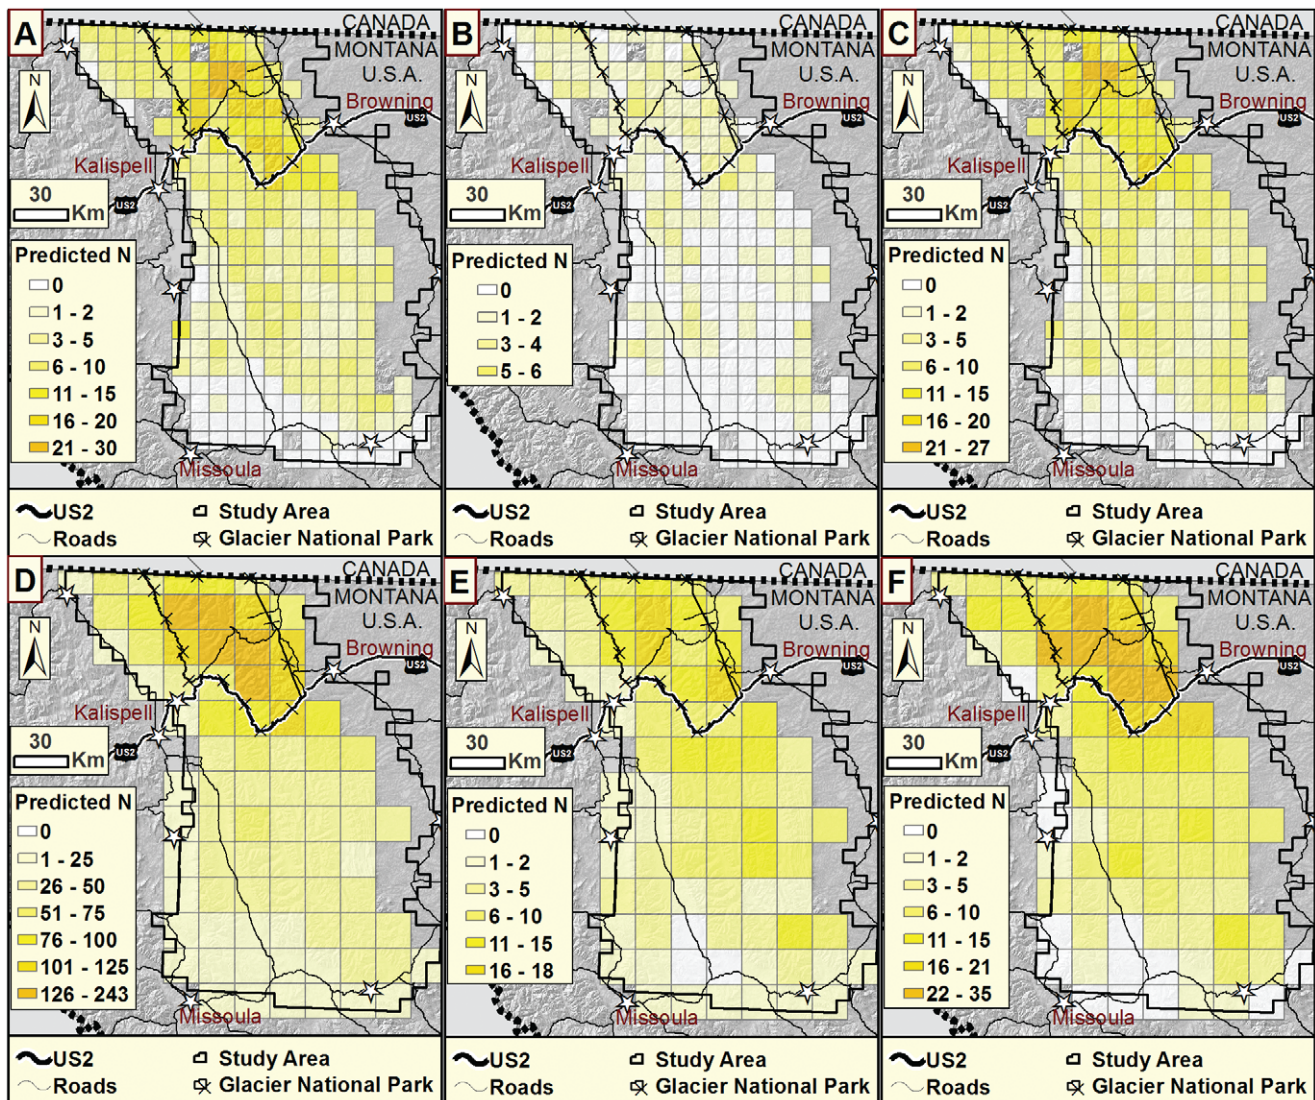 A
CANADA
MONTANA
U.S.A.
N
Browning
US2
Kalispell
30
Km
US2
Predicted N
0
1 - 2
3 - 5
6 - 10
11 - 15
16 - 20
21 - 30
Missoula
US2
Study Area
Roads
Glacier National Park
B
CANADA
MONTANA
U.S.A.
N
Browning
US2
Kalispell
30
Km
US2
Predicted N
0
1 - 2
3 - 4
5 - 6
Missoula
US2
Study Area
Roads
Glacier National Park
C
CANADA
MONTANA
U.S.A.
N
Browning
US2
Kalispell
30
Km
US2
Predicted N
0
1 - 2
3 - 5
6 - 10
11 - 15
16 - 20
21 - 27
Missoula
US2
Study Area
Roads
Glacier National Park
D
CANADA
MONTANA
U.S.A.
N
Browning
US2
Kalispell
30
Km
US2
Predicted N
0
1 - 25
26 - 50
51 - 75
76 - 100
101 - 125
126 - 243
Missoula
US2
Study Area
Roads
Glacier National Park
E
CANADA
MONTANA
U.S.A.
N
Browning
US2
Kalispell
30
Km
US2
Predicted N
0
1 - 2
3 - 5
6 - 10
11 - 15
16 - 18
Missoula
US2
Study Area
Roads
Glacier National Park
F
CANADA
MONTANA
U.S.A.
N
Browning
US2
Kalispell
30
Km
US2
Predicted N
0
1 - 2
3 - 5
6 - 10
11 - 15
16 - 21
22 - 35
Missoula
US2
Study Area
Roads
Glacier National Park